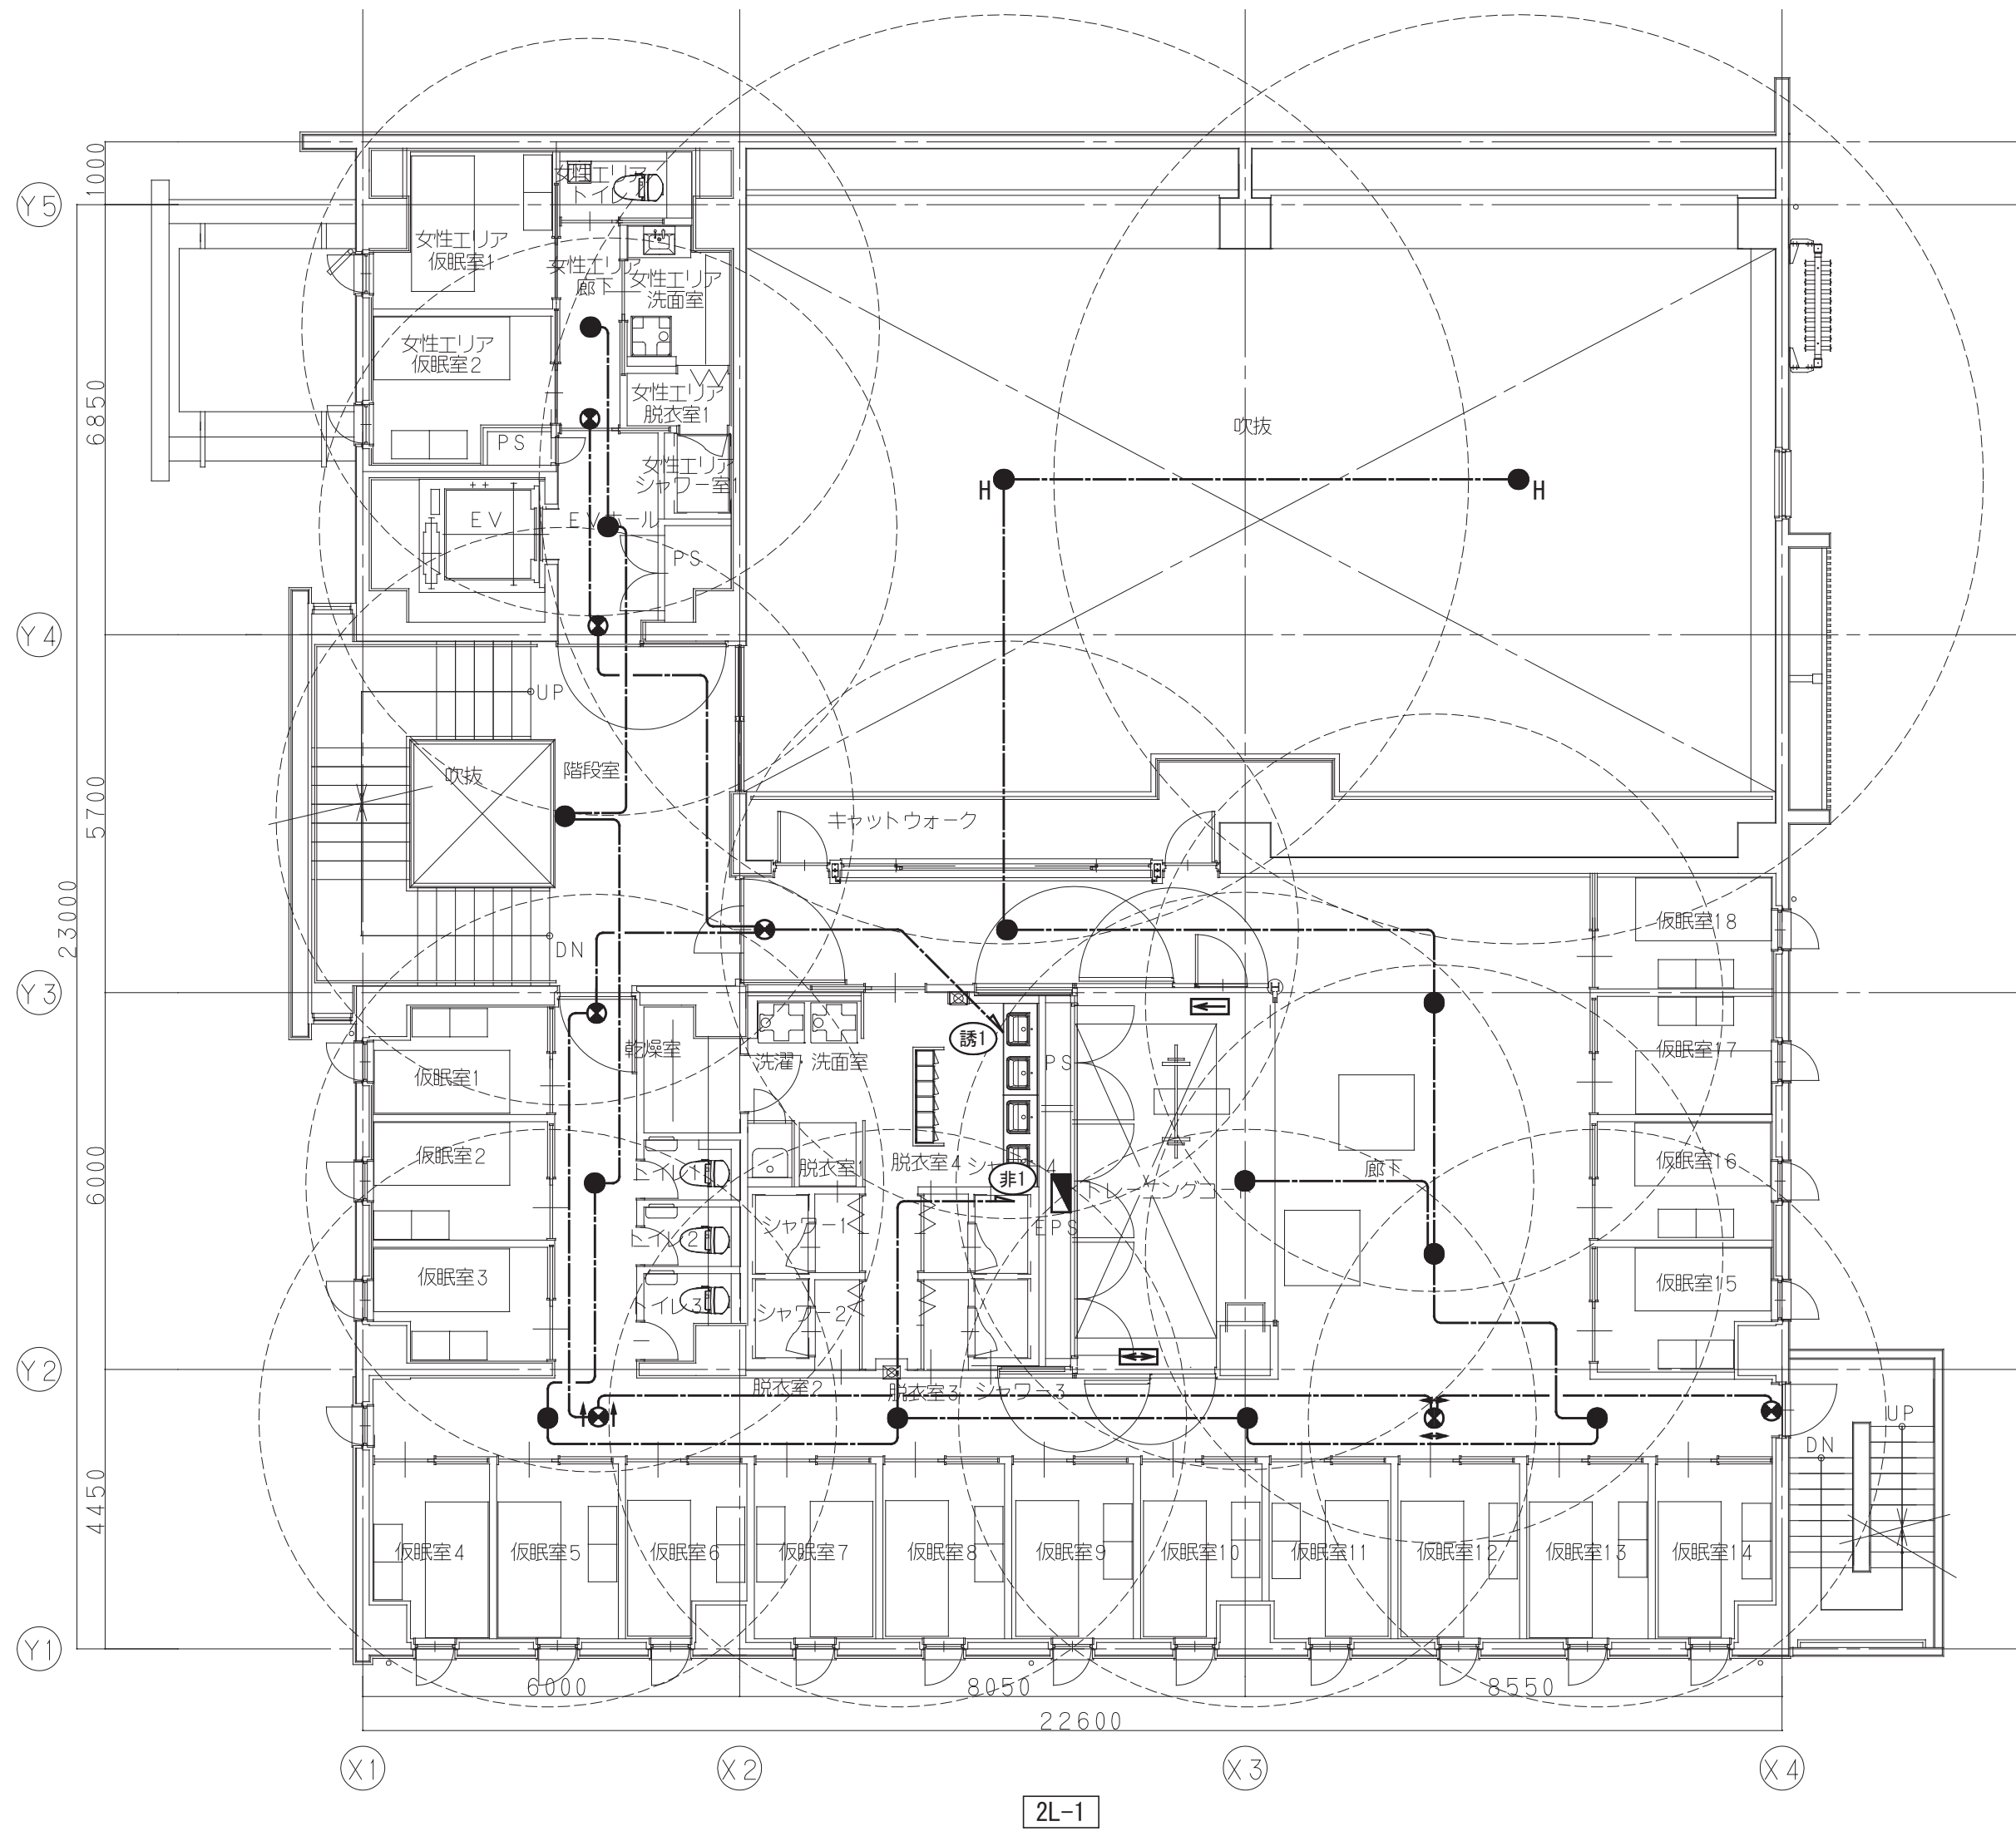 1000
Y5
女性エリア
トイレ
女性エリア
仮眠室1
女性エリア
廊下
女性エリア
洗面室
女性エリア
仮眠室2
女性エリア
脱衣室1
6850
吹抜
PS
女性エリア
シャワー室1
H
H
EV
EVホール
PS
Y4
UP
吹抜
階段室
5700
キャットウォーク
23000
DN
仮眠室18
Y3
誘1
仮眠室17
乾燥室
洗濯
洗面室
PS
仮眠室1
仮眠室2
トイレ1
脱衣室1
脱衣室4
シャワー4
非1
廊下
仮眠室16
トレーニングコーナー
6000
シャワー1
EPS
トイレ2
仮眠室3
仮眠室15
トイレ3
シャワー2
Y2
脱衣室2
脱衣室3
シャワー3
UP
DN
4450
仮眠室4
仮眠室5
仮眠室6
仮眠室7
仮眠室8
仮眠室9
仮眠室10
仮眠室11
仮眠室12
仮眠室13
仮眠室14
Y1
6000
8050
8550
22600
X1
X2
X3
X4
2L-1